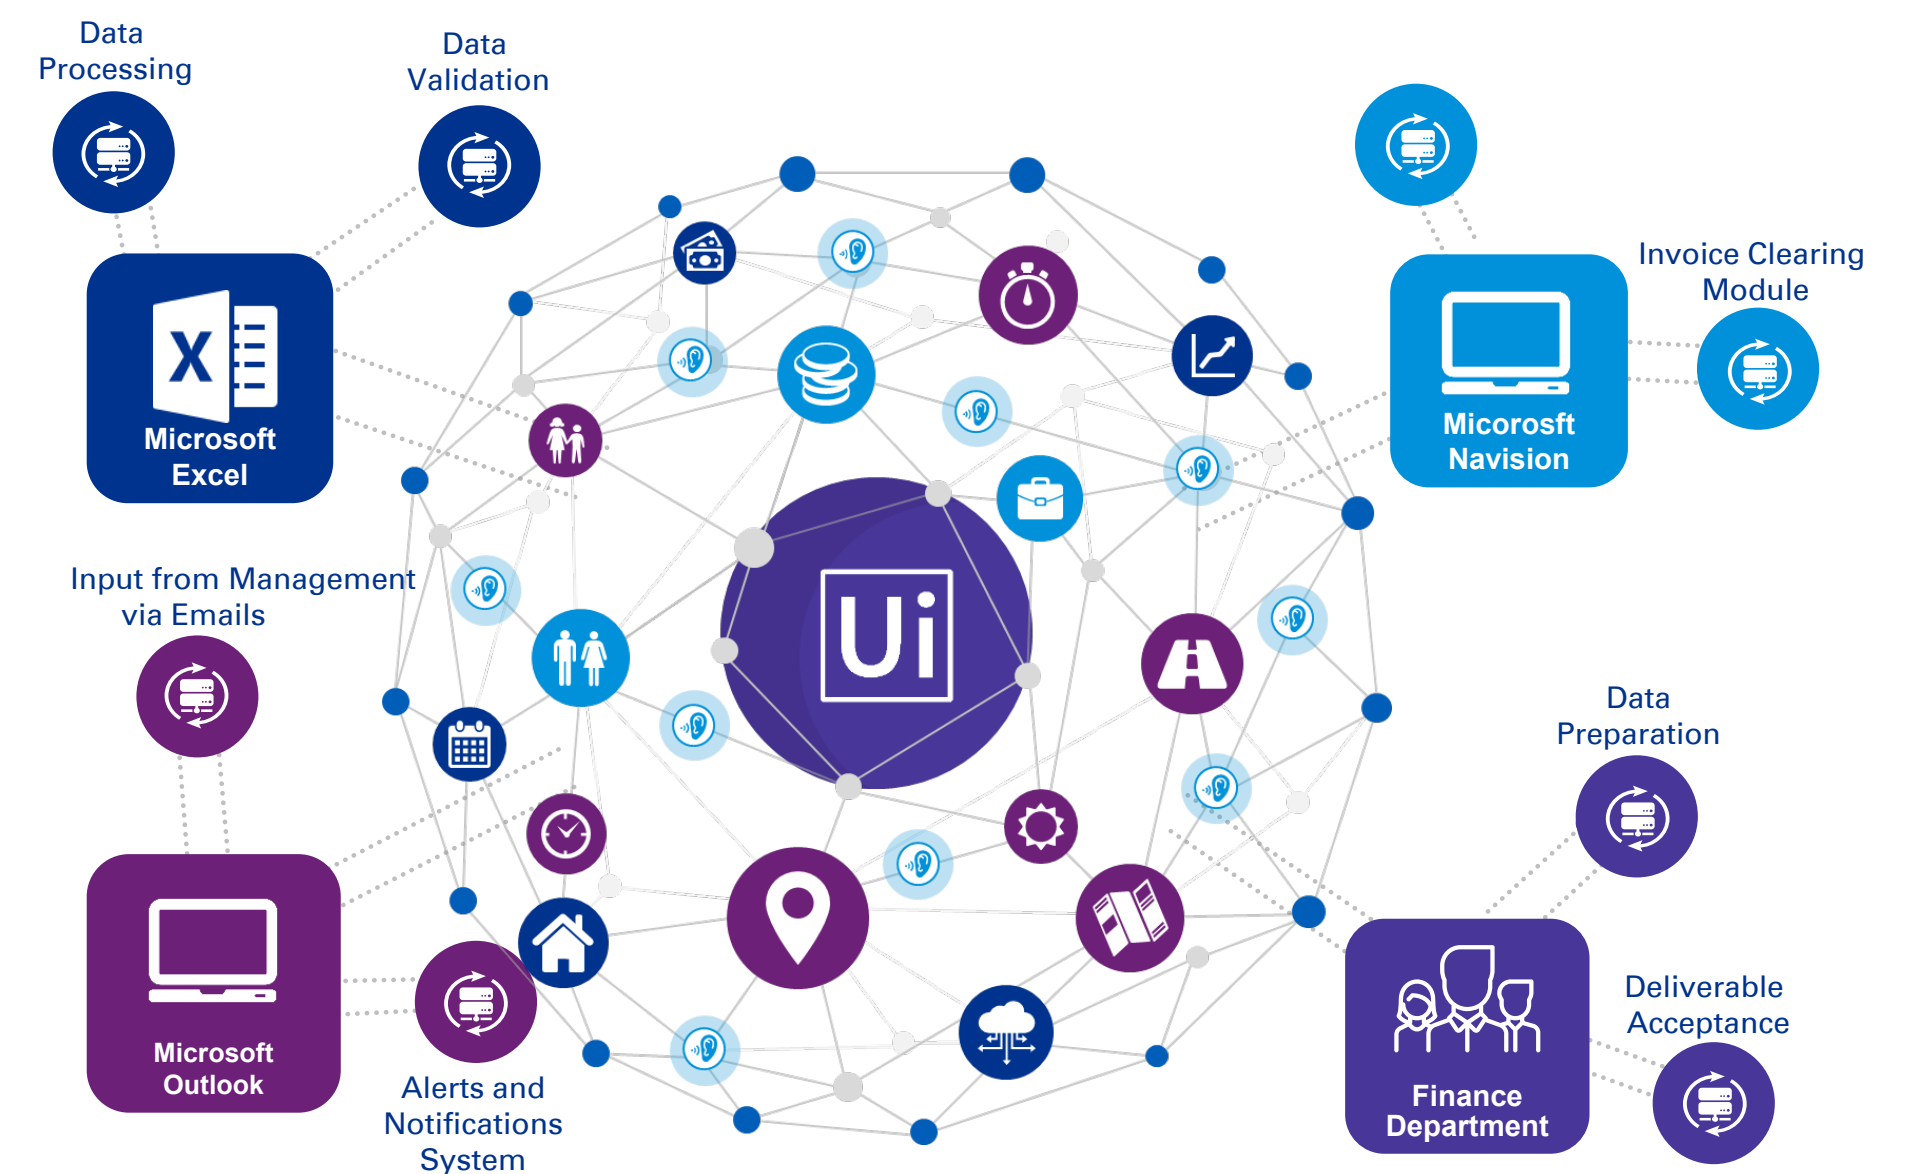 Data
Processing
Data
Validation
X
Microsoft
Excel
Invoice Clearing
Module
Micorosft
Navision
Input from Management
via Emails
Ui
Microsoft
Outlook
Alerts and
Notifications
System
Data
Preparation
Deliverable
Acceptance
Finance
Department